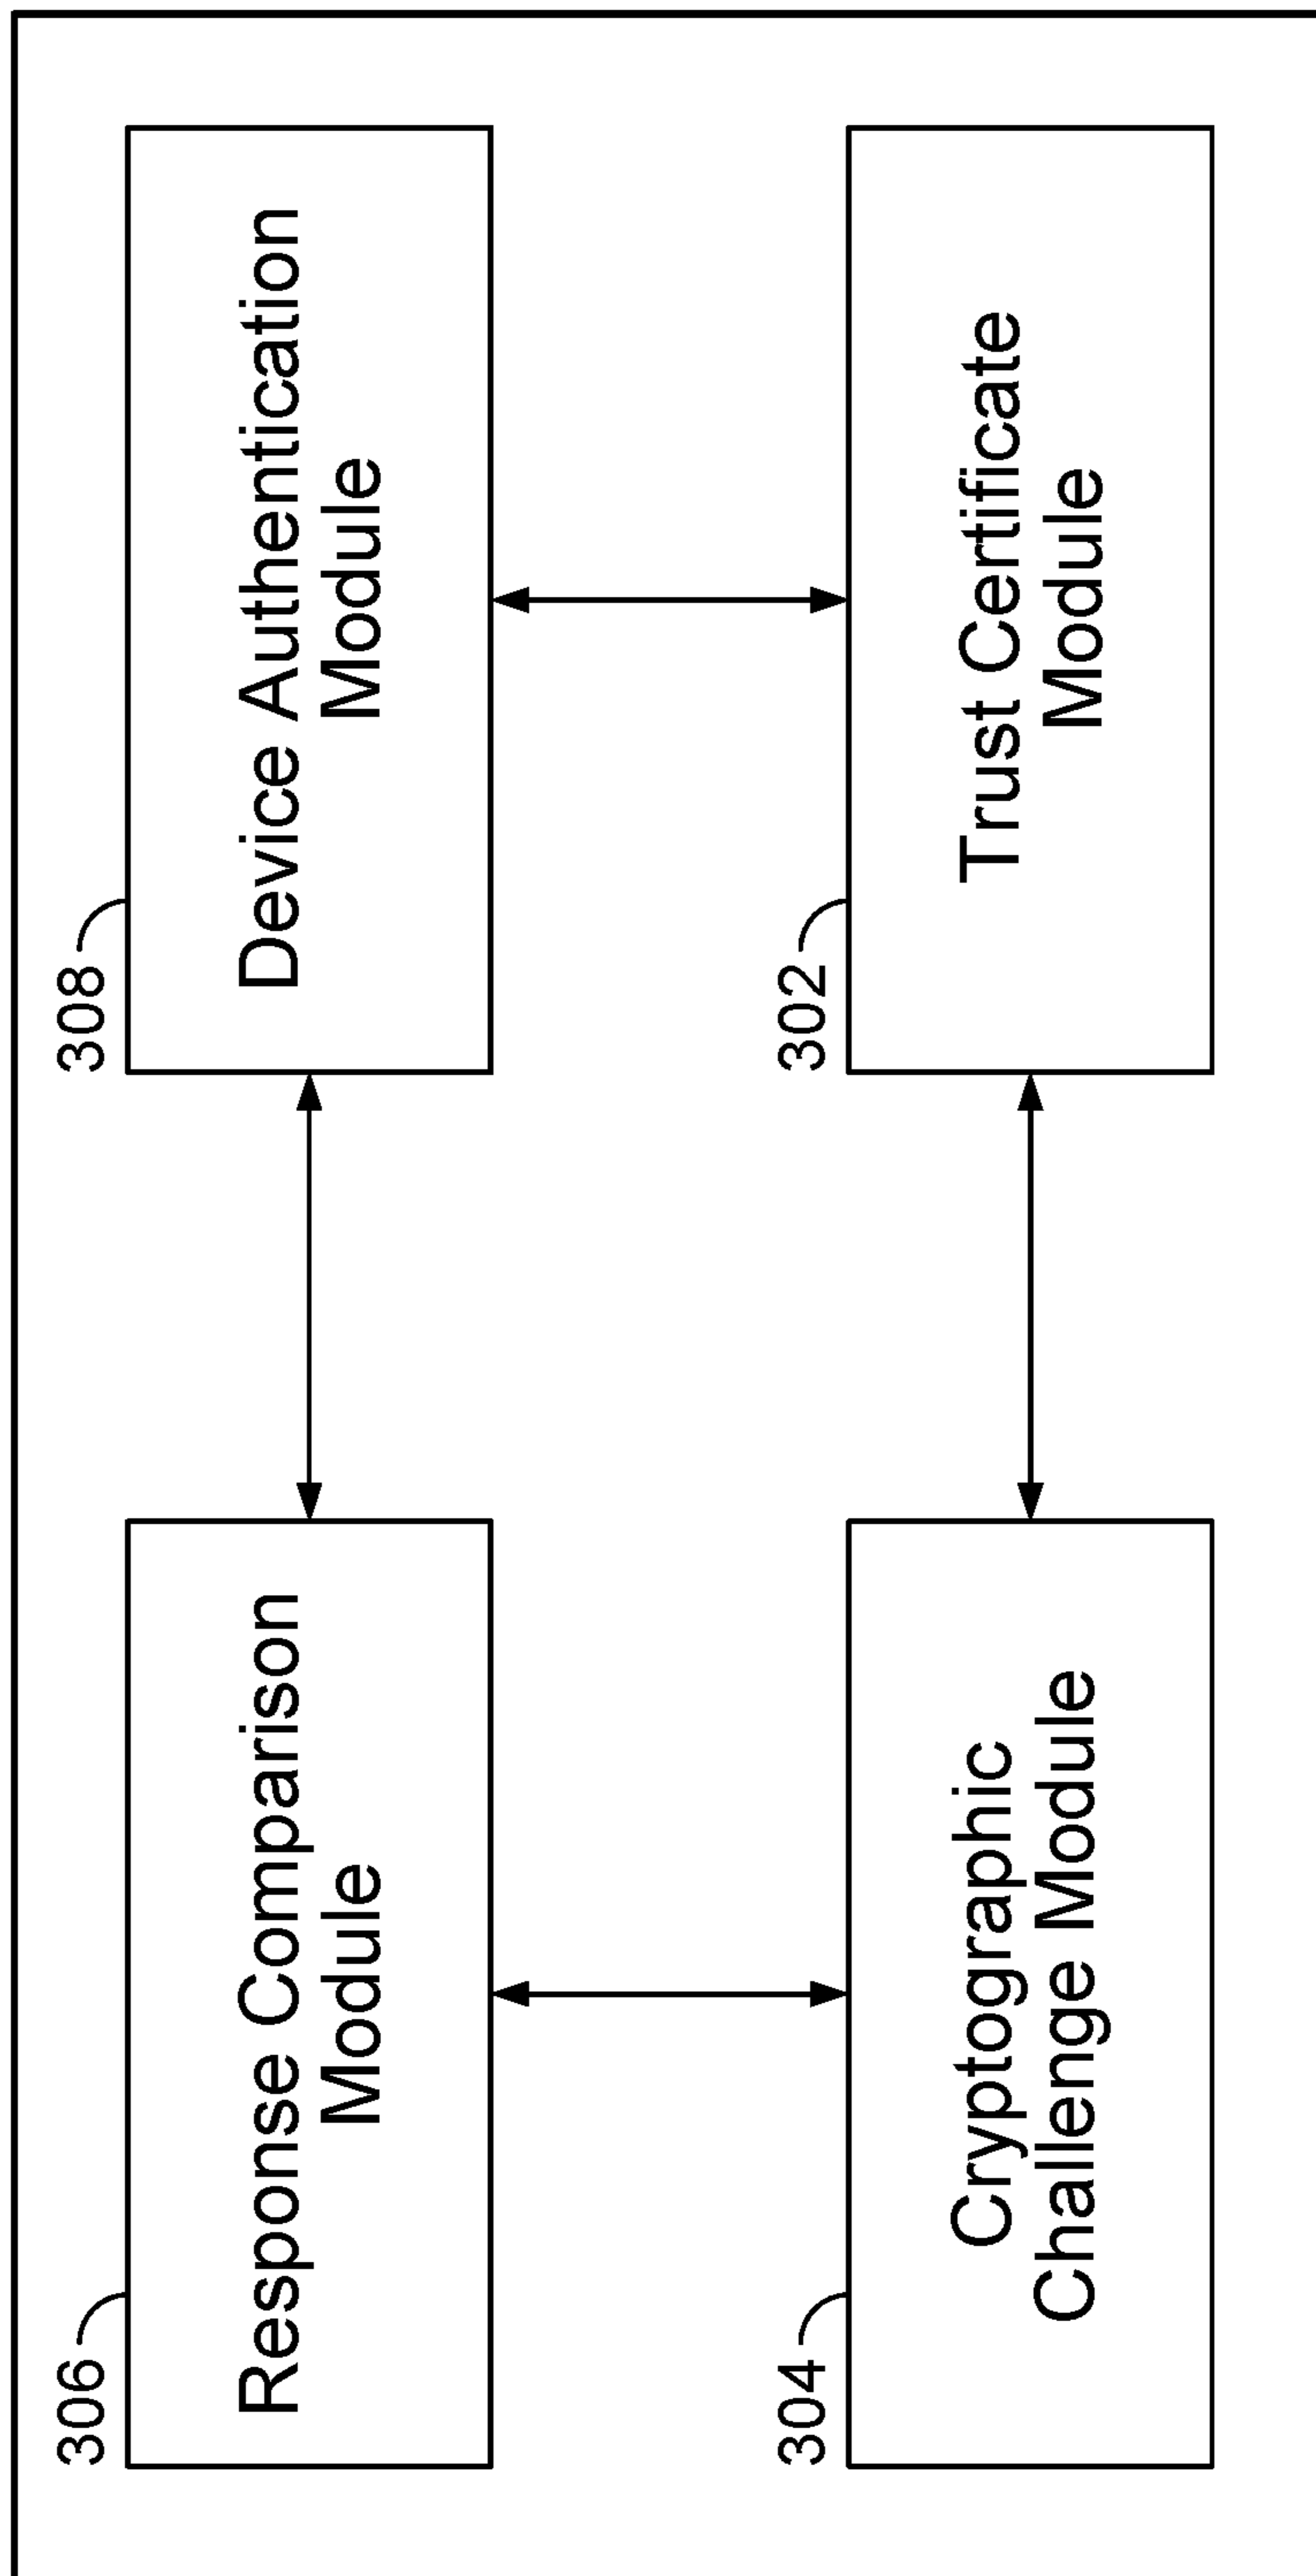 306
Response Comparison
Module
308
Device Authentication
Module
304
Cryptographic
Challenge Module
302
Trust Certificate
Module